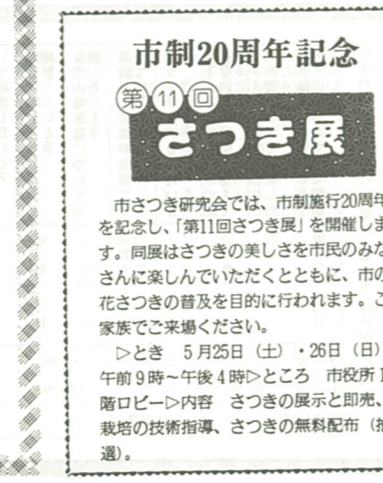 市制20周年記念
第11回
さつき展
市さつき研究会では、市制施行20周年
を記念し、「第11回さつき展」を開催しま
す。同展はさつきの美しさを市民のみな
さんに楽しんでいただくとともに、市の
花さつきの普及を目的に行われます。ご
家族でご来場ください。
▷とき 5月25日（土）・26日（日）
午前9時～午後4時▷ところ 市役所1
階ロビー▷内容 さつきの展示と即売、
栽培の技術指導、さつきの無料配布（抽
選）。